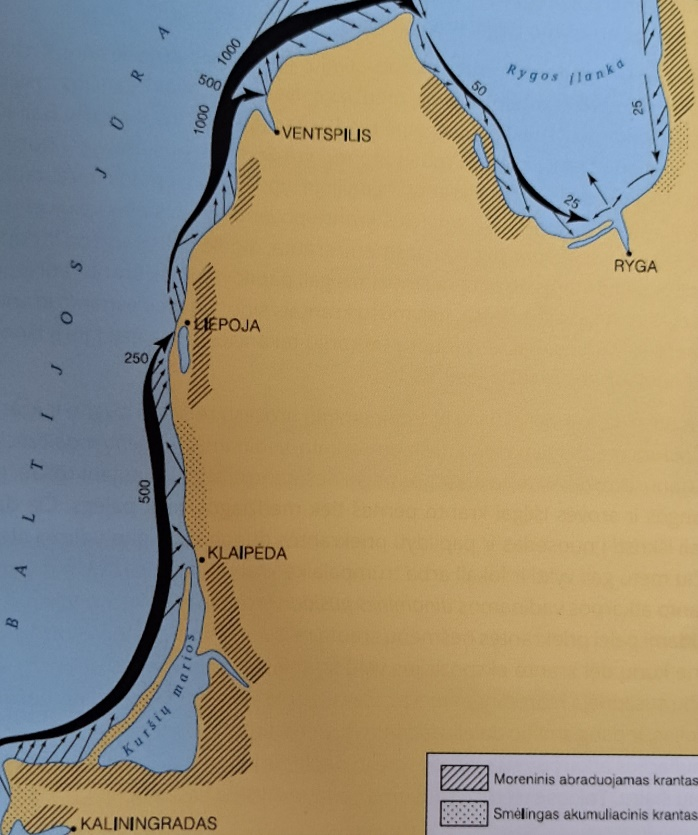 BALTIJOS JŪRA
Rygos įlanka
1000
500
1000
VENTSPILIS
50
25
25
RYGA
LIEPOJA
250
500
KLAIPĖDA
Kuršių marios
KALININGRADAS
Moreninis abraduojamas krantas
Smėlingas akumuliacinis krantas